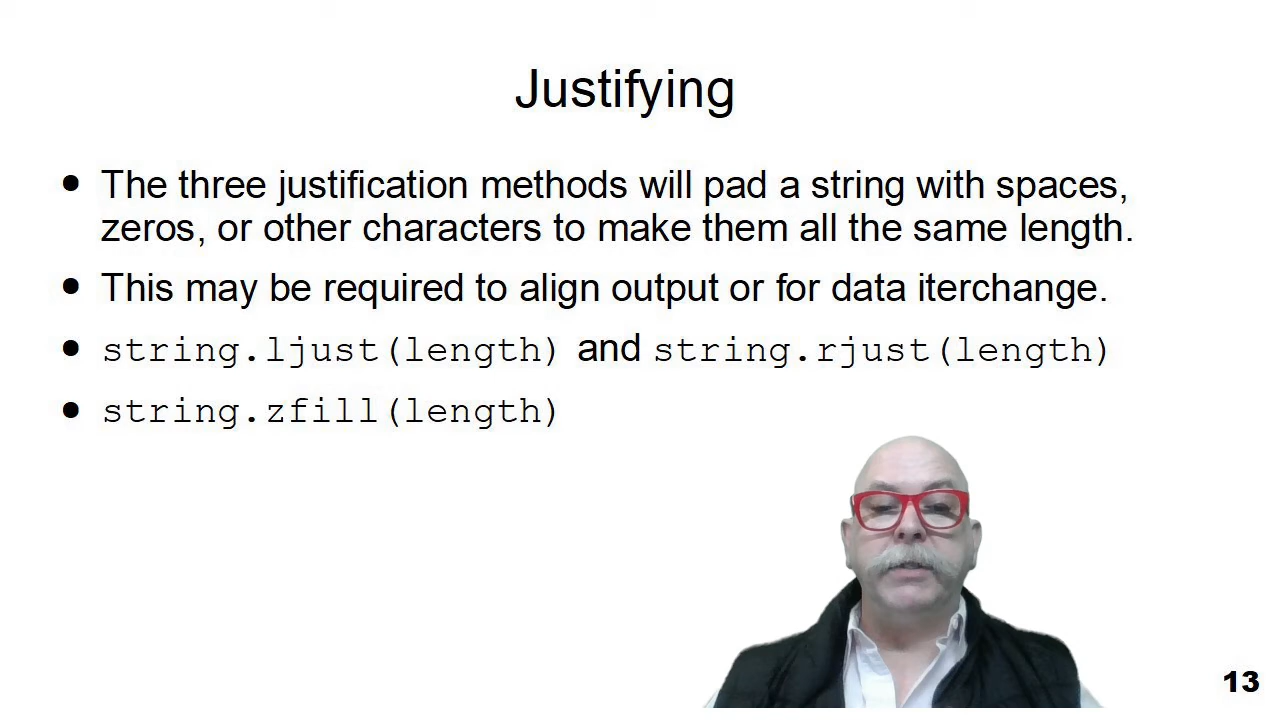 Justifying
● The three justification methods will pad a string with spaces,
zeros, or other characters to make them all the same length.
● This may be required to align output or for data iterchange.
● string.ljust(length) and string.rjust(length)
● string.zfill(length)
13